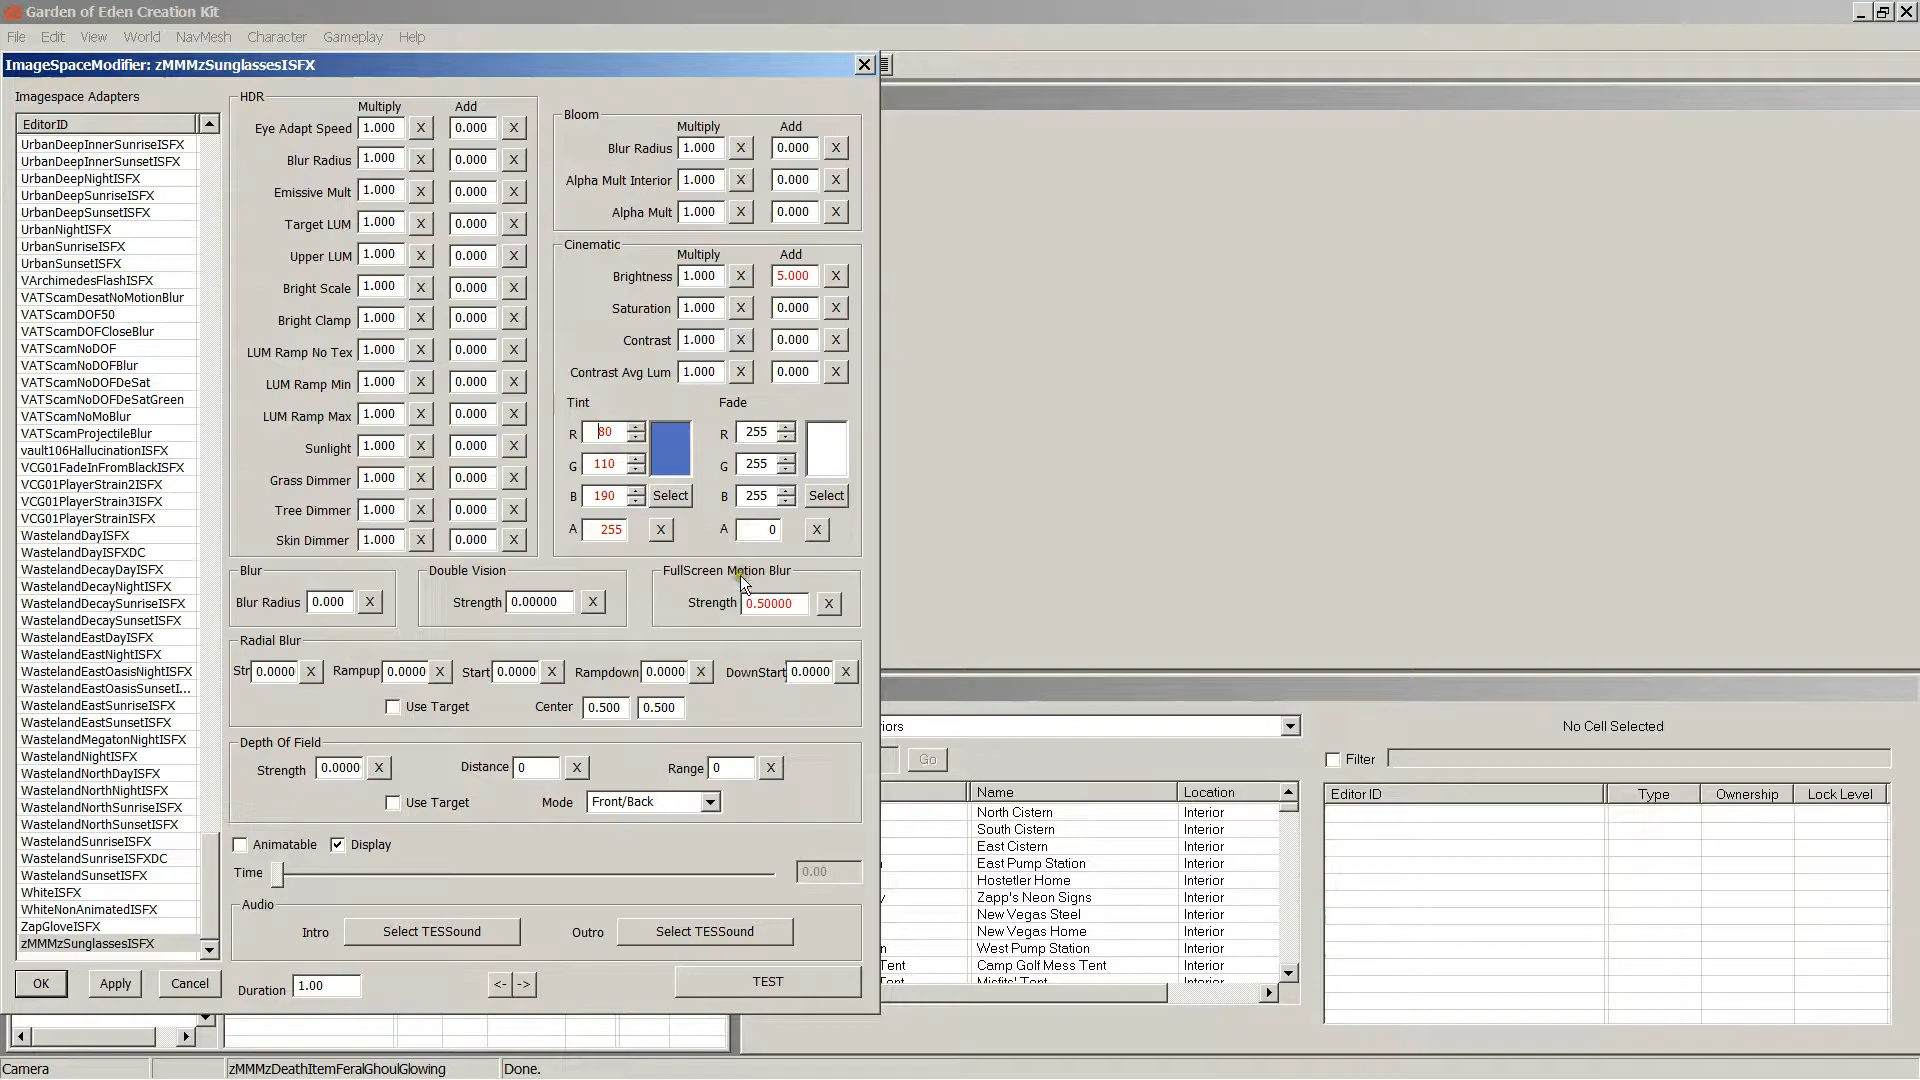 Garden of Eden Creation Kit
File Edit View World NavMesh Character Gameplay Help
ImageSpaceModifier: zMMMzSunglassesISFX
Imagespace Adapters
EditorID
UrbanDeepInnerSunriseISFX
UrbanDeepInnerSunsetISFX
UrbanDeepNightISFX
UrbanDeepSunriseISFX
UrbanDeepSunsetISFX
UrbanNightISFX
UrbanSunriseISFX
UrbanSunsetISFX
VArchimedesFlashISFX
VATScamDesatNoMotionBlur
VATScamDOF50
VATScamDOFCloseBlur
VATScamNoDOF
VATScamNoDOFBlur
VATScamNoDOFDeSat
VATScamNoDOFDeSatGreen
VATScamNoMoBlur
VATScamProjectileBlur
vault106HallucinationISFX
VCG01FadeInFromBlackISFX
VCG01PlayerStrain2ISFX
VCG01PlayerStrain3ISFX
VCG01PlayerStrainISFX
WastelandDayISFX
WastelandDayISFXDC
WastelandDecayDayISFX
WastelandDecayNightISFX
WastelandDecaySunriseISFX
WastelandDecaySunsetISFX
WastelandEastDayISFX
WastelandEastNightISFX
WastelandEastOasisNightISFX
WastelandEastOasisSunsetI...
WastelandEastSunriseISFX
WastelandEastSunsetISFX
WastelandMegatonNightISFX
WastelandNightISFX
WastelandNorthDayISFX
WastelandNorthNightISFX
WastelandNorthSunriseISFX
WastelandNorthSunsetISFX
WastelandSunriseISFX
WastelandSunriseISFXDC
WastelandSunsetISFX
WhiteISFX
WhiteNonAnimatedISFX
ZapGloveISFX
zMMMzSunglassesISFX
OK Apply Cancel
HDR
Multiply Add
Eye Adapt Speed 1.000 X 0.000 X
Blur Radius 1.000 X 0.000 X
Emissive Mult 1.000 X 0.000 X
Target LUM 1.000 X 0.000 X
Upper LUM 1.000 X 0.000 X
Bright Scale 1.000 X 0.000 X
Bright Clamp 1.000 X 0.000 X
LUM Ramp No Tex 1.000 X 0.000 X
LUM Ramp Min 1.000 X 0.000 X
LUM Ramp Max 1.000 X 0.000 X
Sunlight 1.000 X 0.000 X
Grass Dimmer 1.000 X 0.000 X
Tree Dimmer 1.000 X 0.000 X
Skin Dimmer 1.000 X 0.000 X
Bloom
Multiply Add
Blur Radius 1.000 X 0.000 X
Alpha Mult Interior 1.000 X 0.000 X
Alpha Mult 1.000 X 0.000 X
Cinematic
Multiply Add
Brightness 1.000 X 5.000 X
Saturation 1.000 X 0.000 X
Contrast 1.000 X 0.000 X
Contrast Avg Lum 1.000 X 0.000 X
Tint Fade
R 80 R 255
G 110 G 255
B 190 Select B 255 Select
A 255 X A 0 X
Blur Double Vision FullScreen Motion Blur
Blur Radius 0.000 X Strength 0.00000 X Strength 0.50000 X
Radial Blur
Str 0.0000 X Rampup 0.0000 X Start 0.0000 X Rampdown 0.0000 X DownStart 0.0000 X
Use Target Center 0.500 0.500
Depth Of Field
Strength 0.0000 X Distance 0 X Range 0 X
Use Target Mode Front/Back
Animatable Display
Time 0.00
Audio
Intro Select TESSound Outro Select TESSound
Duration 1.00 <- -> TEST
iors No Cell Selected
Go Filter
Name Location
North Cistern Interior
South Cistern Interior
East Cistern Interior
East Pump Station Interior
Hostetler Home Interior
Zapp's Neon Signs Interior
New Vegas Steel Interior
New Vegas Home Interior
West Pump Station Interior
Tent Camp Golf Mess Tent Interior
Editor ID Type Ownership Lock Level
Camera zMMMzDeathItemFeralGhoulGlowing Done.